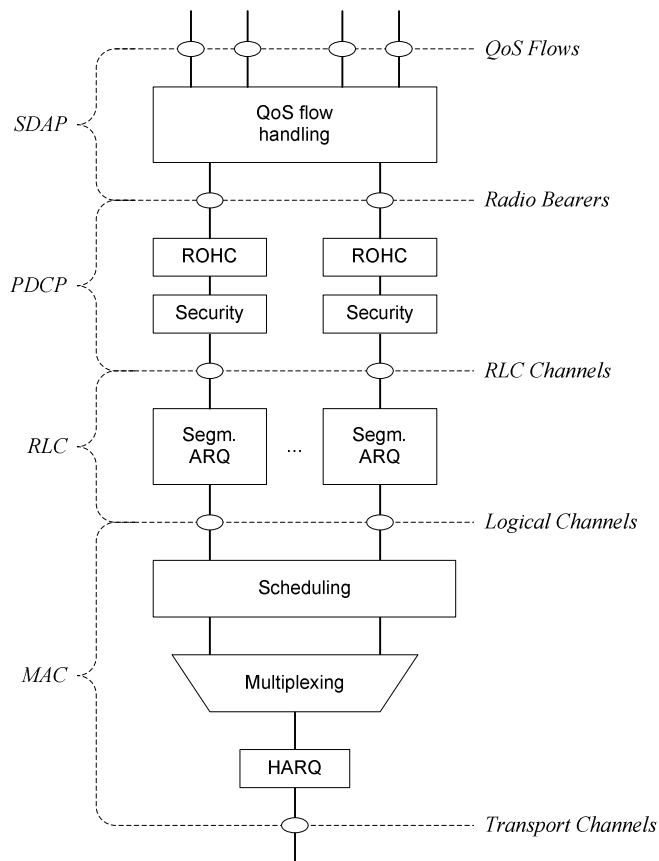 QoS Flows
SDAP
QoS flow
handling
Radio Bearers
ROHC
ROHC
PDCP
Security
Security
RLC Channels
RLC
Segm.
ARQ
...
Segm.
ARQ
Logical Channels
Scheduling
MAC
Multiplexing
HARQ
Transport Channels